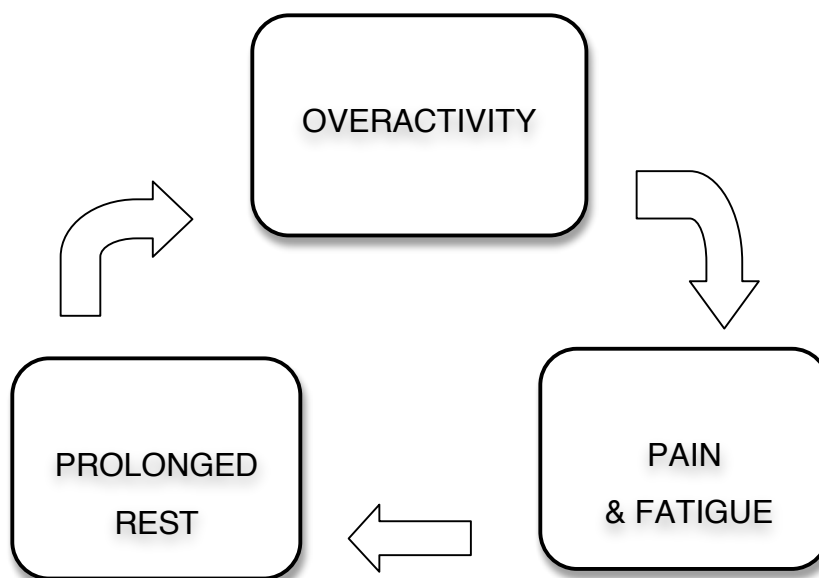 OVERACTIVITY
PAIN
& FATIGUE
PROLONGED
REST